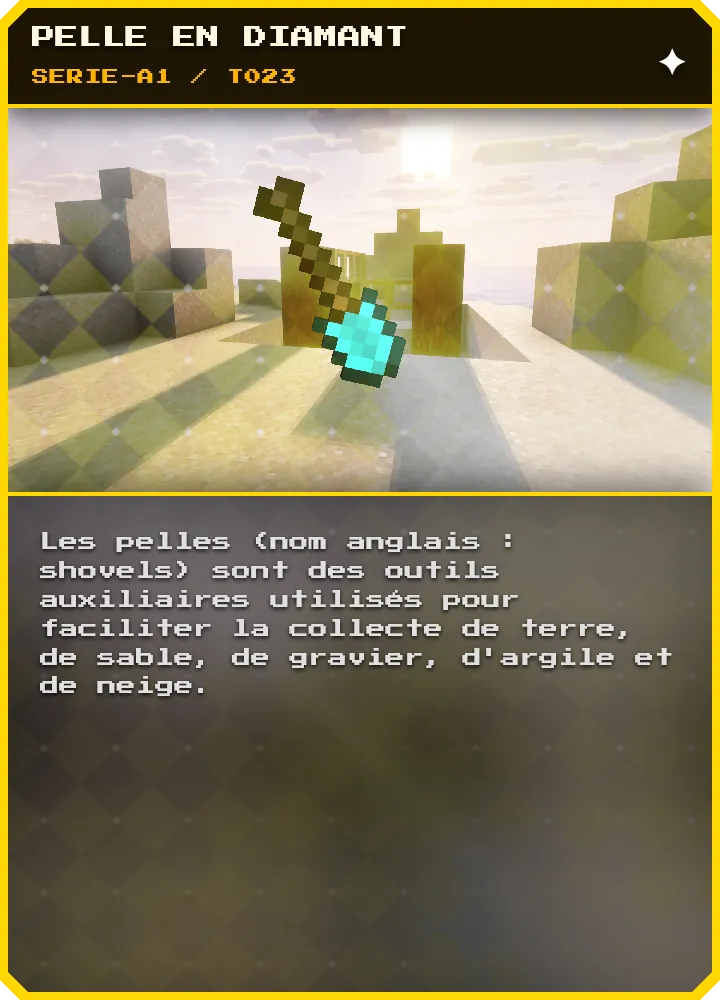 PELLE EN DIAMANT
SERIE-A1 / T023
Les pelles (nom anglais :
shovels) sont des outils
auxiliaires utilisés pour
faciliter la collecte de terre,
de sable, de gravier, d'argile et
de neige.